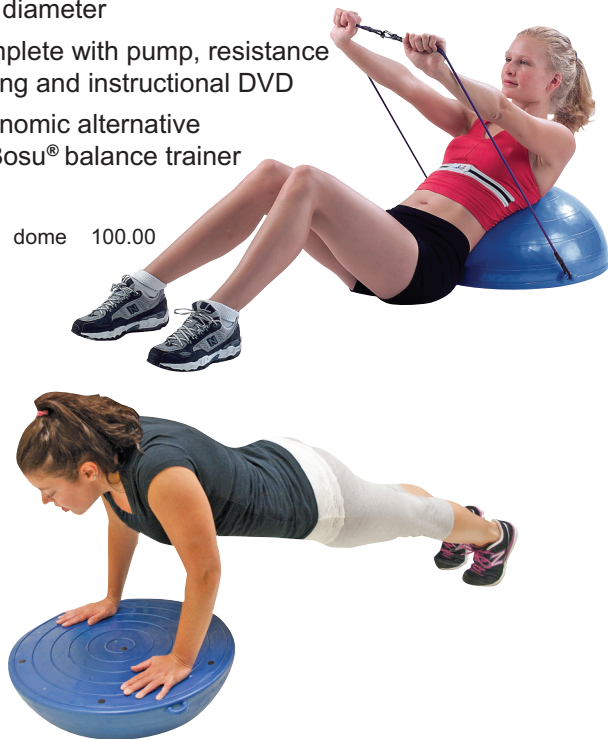 diameter
nplete with pump, resistance
ng and instructional DVD
nomic alternative
Bosu® balance trainer
dome 100.00